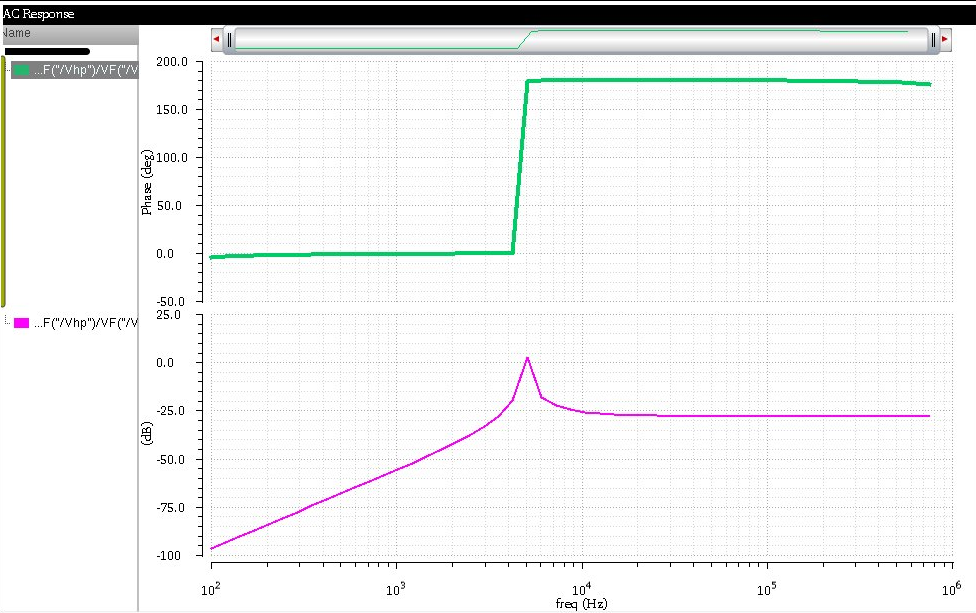 AC Response
Name
...F("/Vhp")/VF("/V
200.0
150.0
100.0
50.0
0.0
-50.0
Phase (deg)
...F("/Vhp")/VF("/V
25.0
0.0
-25.0
-50.0
-75.0
-100
(dB)
10² 10³ 10⁴ 10⁵ 10⁶
freq (Hz)